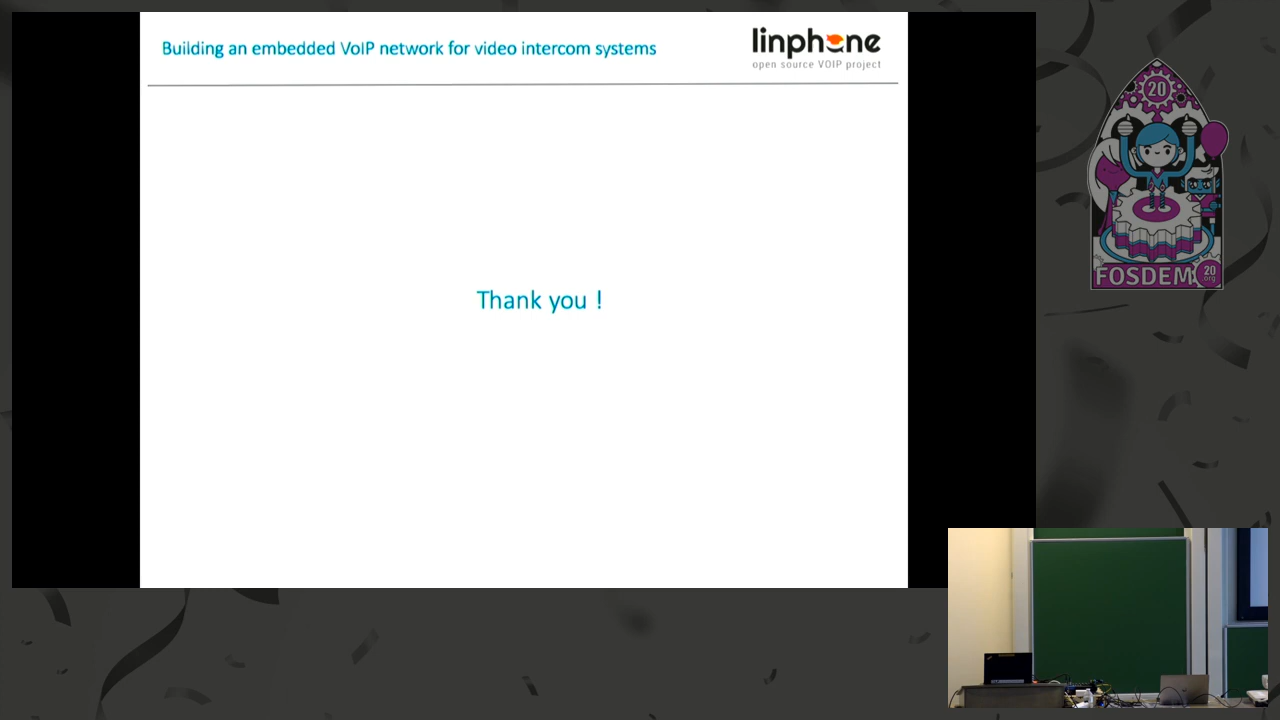 Building an embedded VoIP network for video intercom systems
linphone
open source VOIP project
Thank you !
20
FOSDEM
20
org